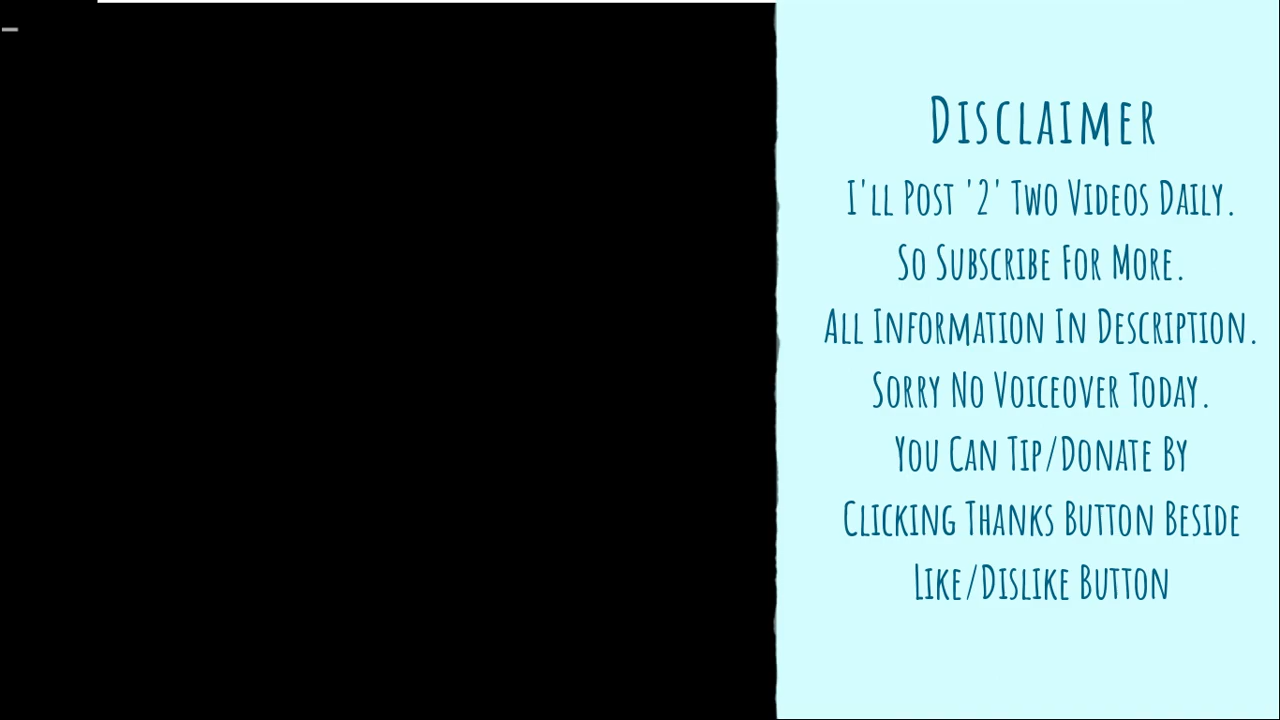 Disclaimer
I'll Post '2' Two Videos Daily.
So Subscribe For More.
All Information In Description.
Sorry No Voiceover Today.
You Can Tip/Donate By
Clicking Thanks Button Beside
Like/Dislike Button